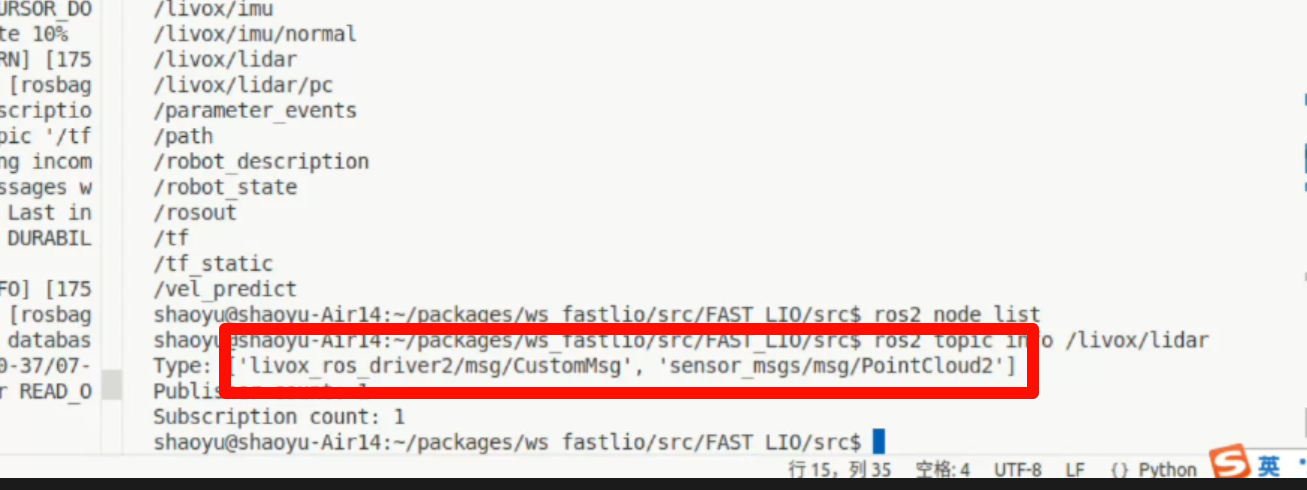 URSOR_DO
te 10%
RN] [175
[rosbag
scriptio
pic '/tf
ng incom
ssages w
Last in
DURABIL
FO] [175
[rosbag
databas
0-37/07-
r READ_O
/livox/imu
/livox/imu/normal
/livox/lidar
/livox/lidar/pc
/parameter_events
/path
/robot_description
/robot_state
/rosout
/tf
/tf_static
/vel_predict
shaoyu@shaoyu-Air14:~/packages/ws_fastlio/src/FAST_LIO/src$ ros2 node list
shaoyu@shaoyu-Air14:~/packages/ws_fastlio/src/FAST_LIO/src$ ros2 topic info /livox/lidar
Type: ['livox_ros_driver2/msg/CustomMsg', 'sensor_msgs/msg/PointCloud2']
Publisher count: 1
Subscription count: 1
shaoyu@shaoyu-Air14:~/packages/ws_fastlio/src/FAST_LIO/src$
行 15, 列 35 空格: 4 UTF-8 LF {} Python S 英